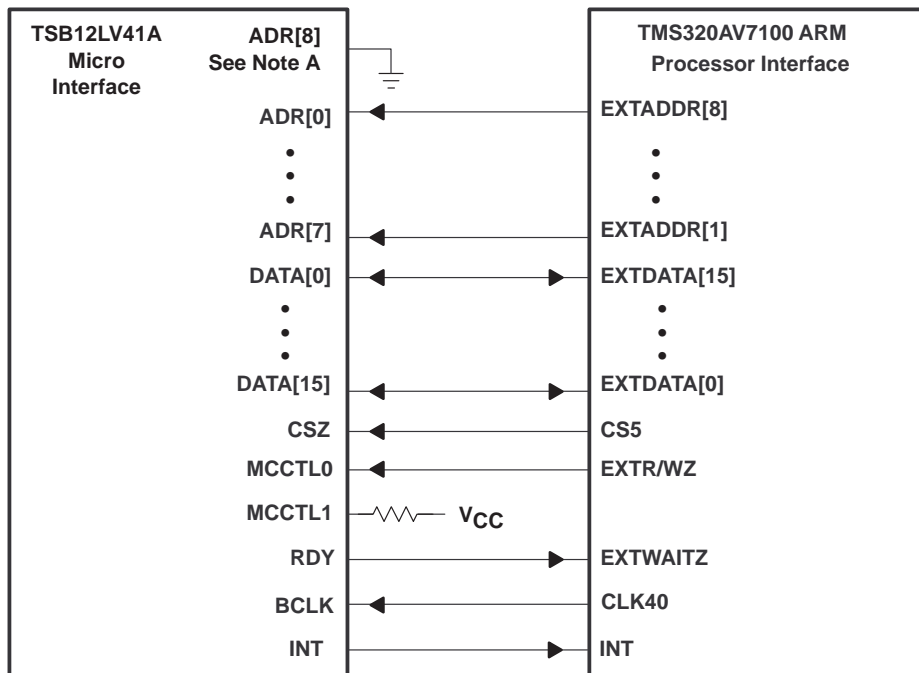 TSB12LV41A
Micro
Interface
ADR[8]
See Note A
ADR[0]
ADR[7]
DATA[0]
DATA[15]
CSZ
MCCTL0
MCCTL1
RDY
BCLK
INT
VCC
TMS320AV7100 ARM
Processor Interface
EXTADDR[8]
EXTADDR[1]
EXTDATA[15]
EXTDATA[0]
CS5
EXTR/WZ
EXTWAITZ
CLK40
INT